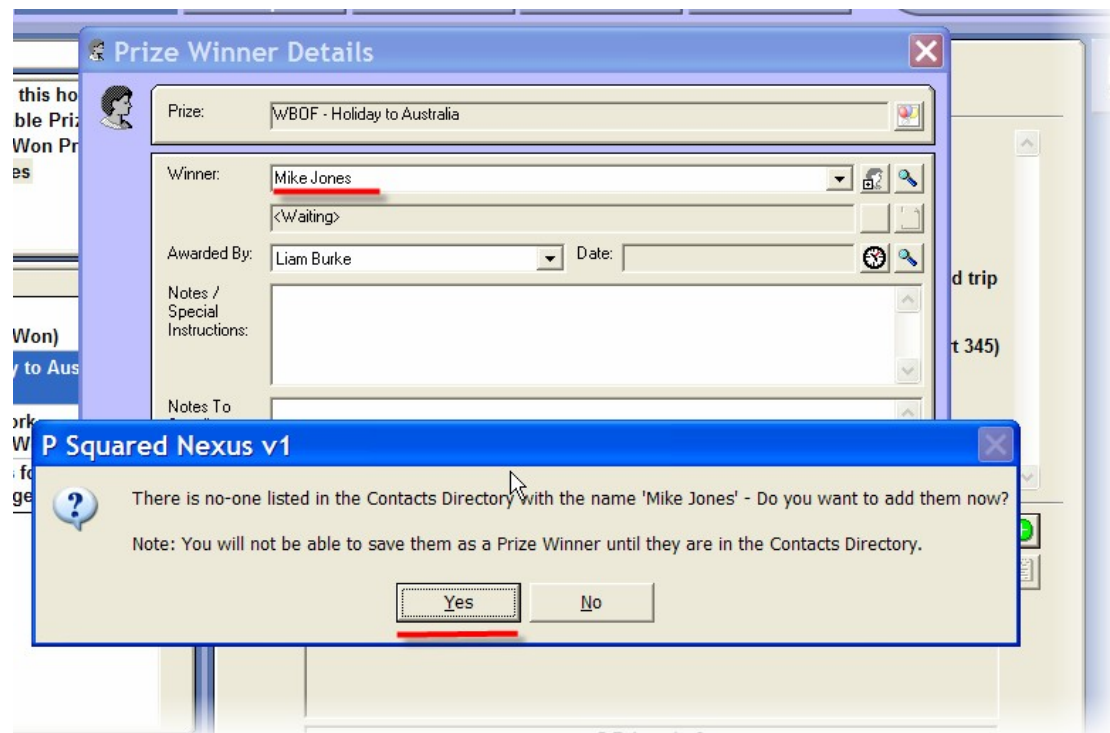 Prize Winner Details
this ho
ble Priz
Won Pr
es
Prize:
WBOF - Holiday to Australia
Winner:
Mike Jones
<Waiting>
Awarded By:
Liam Burke
Date:
Notes /
Special
Instructions:
Notes To
d trip
Won)
t 345)
y to Aus
ork
W
ge
P Squared Nexus v1
There is no-one listed in the Contacts Directory with the name 'Mike Jones' - Do you want to add them now?
Note: You will not be able to save them as a Prize Winner until they are in the Contacts Directory.
Yes
No